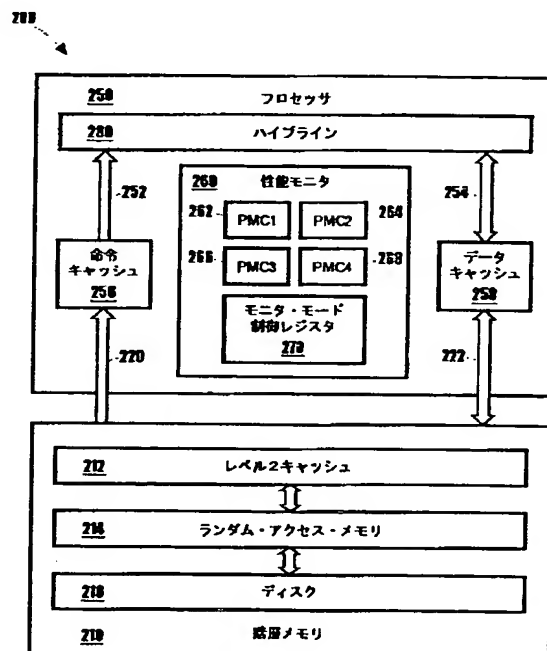 200
250 プロセッサ
280 パイプライン
252
260 性能モニタ
254
262 PMC1 PMC2 264
266 PMC3 PMC4 268
命令
キャッシュ
256
データ
キャッシュ
258
モニタ・モード
制御レジスタ
270
220
222
212 レベル2キャッシュ
214 ランダム・アクセス・メモリ
216 ディスク
210 階層メモリ